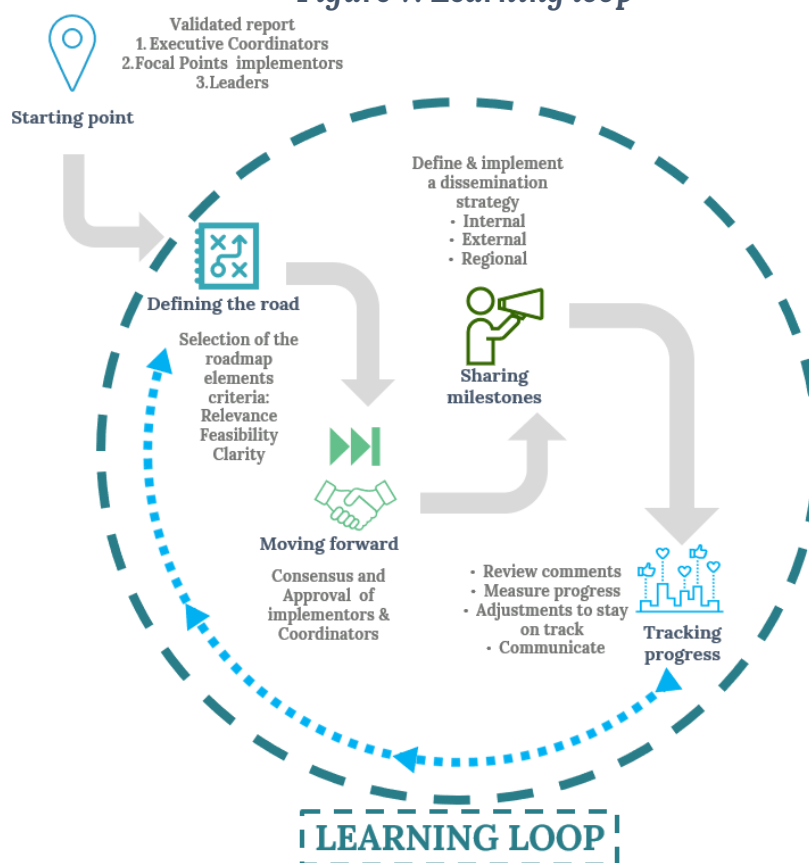 Learning loop
Validated report
1. Executive Coordinators
2.Focal Points implementors
3.Leaders
Starting point
Define & implement
a dissemination
strategy
• Internal
• External
• Regional
Defining the road
Selection of the
roadmap
elements
criteria:
Relevance
Feasibility
Clarity
Sharing
milestones
Moving forward
Consensus and
Approval of
implementors &
Coordinators
• Review comments
• Measure progress
• Adjustments to stay
on track
• Communicate
Tracking
progress
LEARNING LOOP